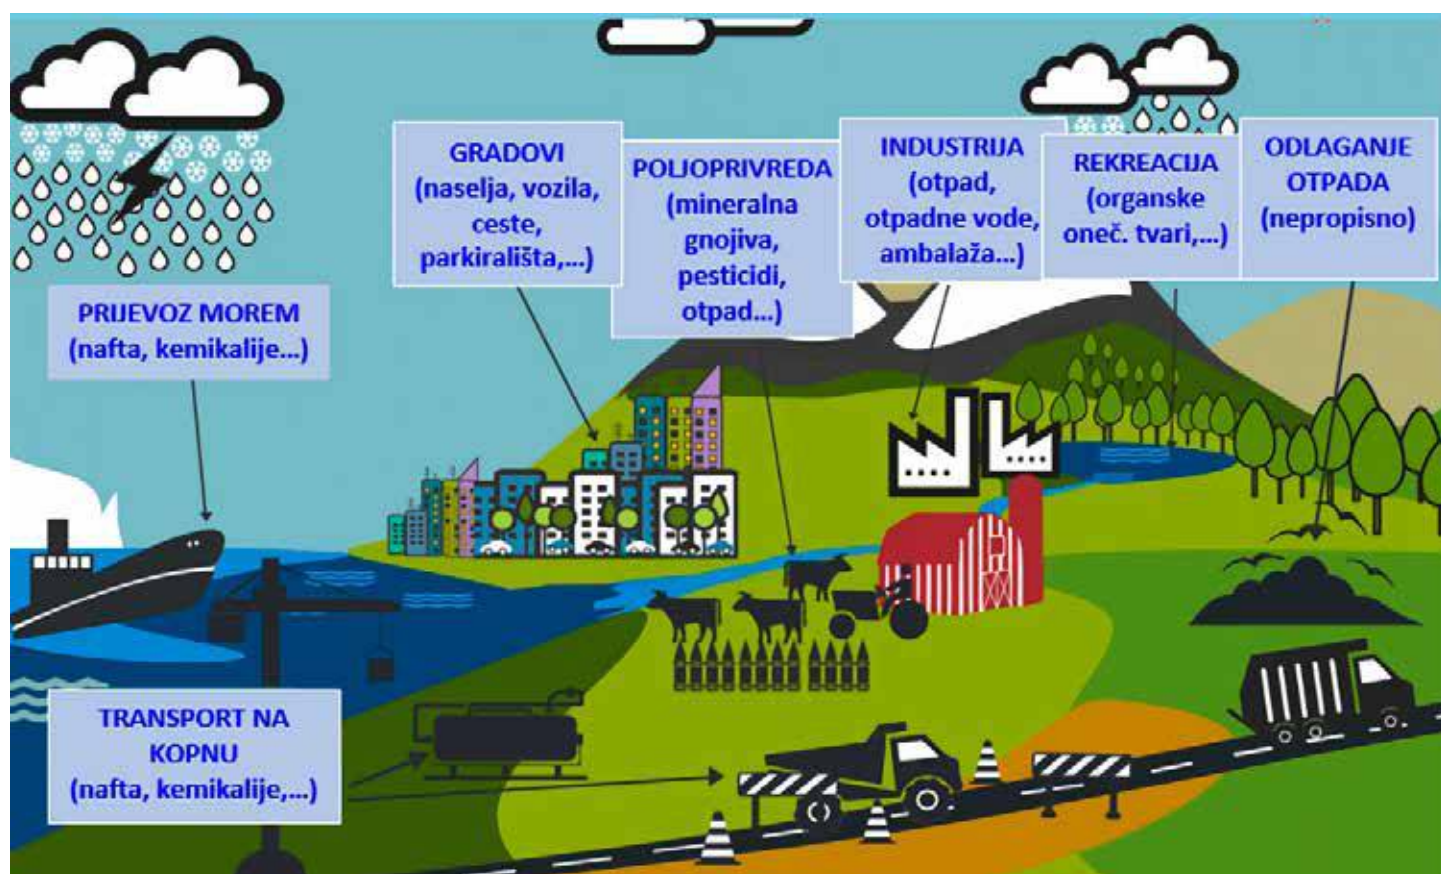 GRADOVI
(naselja, vozila,
ceste,
parkirališta,...)
POLJOPRIVREDA
(mineralna
gnojiva,
pesticidi,
otpad...)
INDUSTRIJA
(otpad,
otpadne vode,
ambalaža...)
REKREACIJA
(organske
oneč. tvari,...)
ODLAGANJE
OTPADA
(nepropisno)
PRIJEVOZ MOREM
(nafta, kemikalije...)
TRANSPORT NA
KOPNU
(nafta, kemikalije,...)